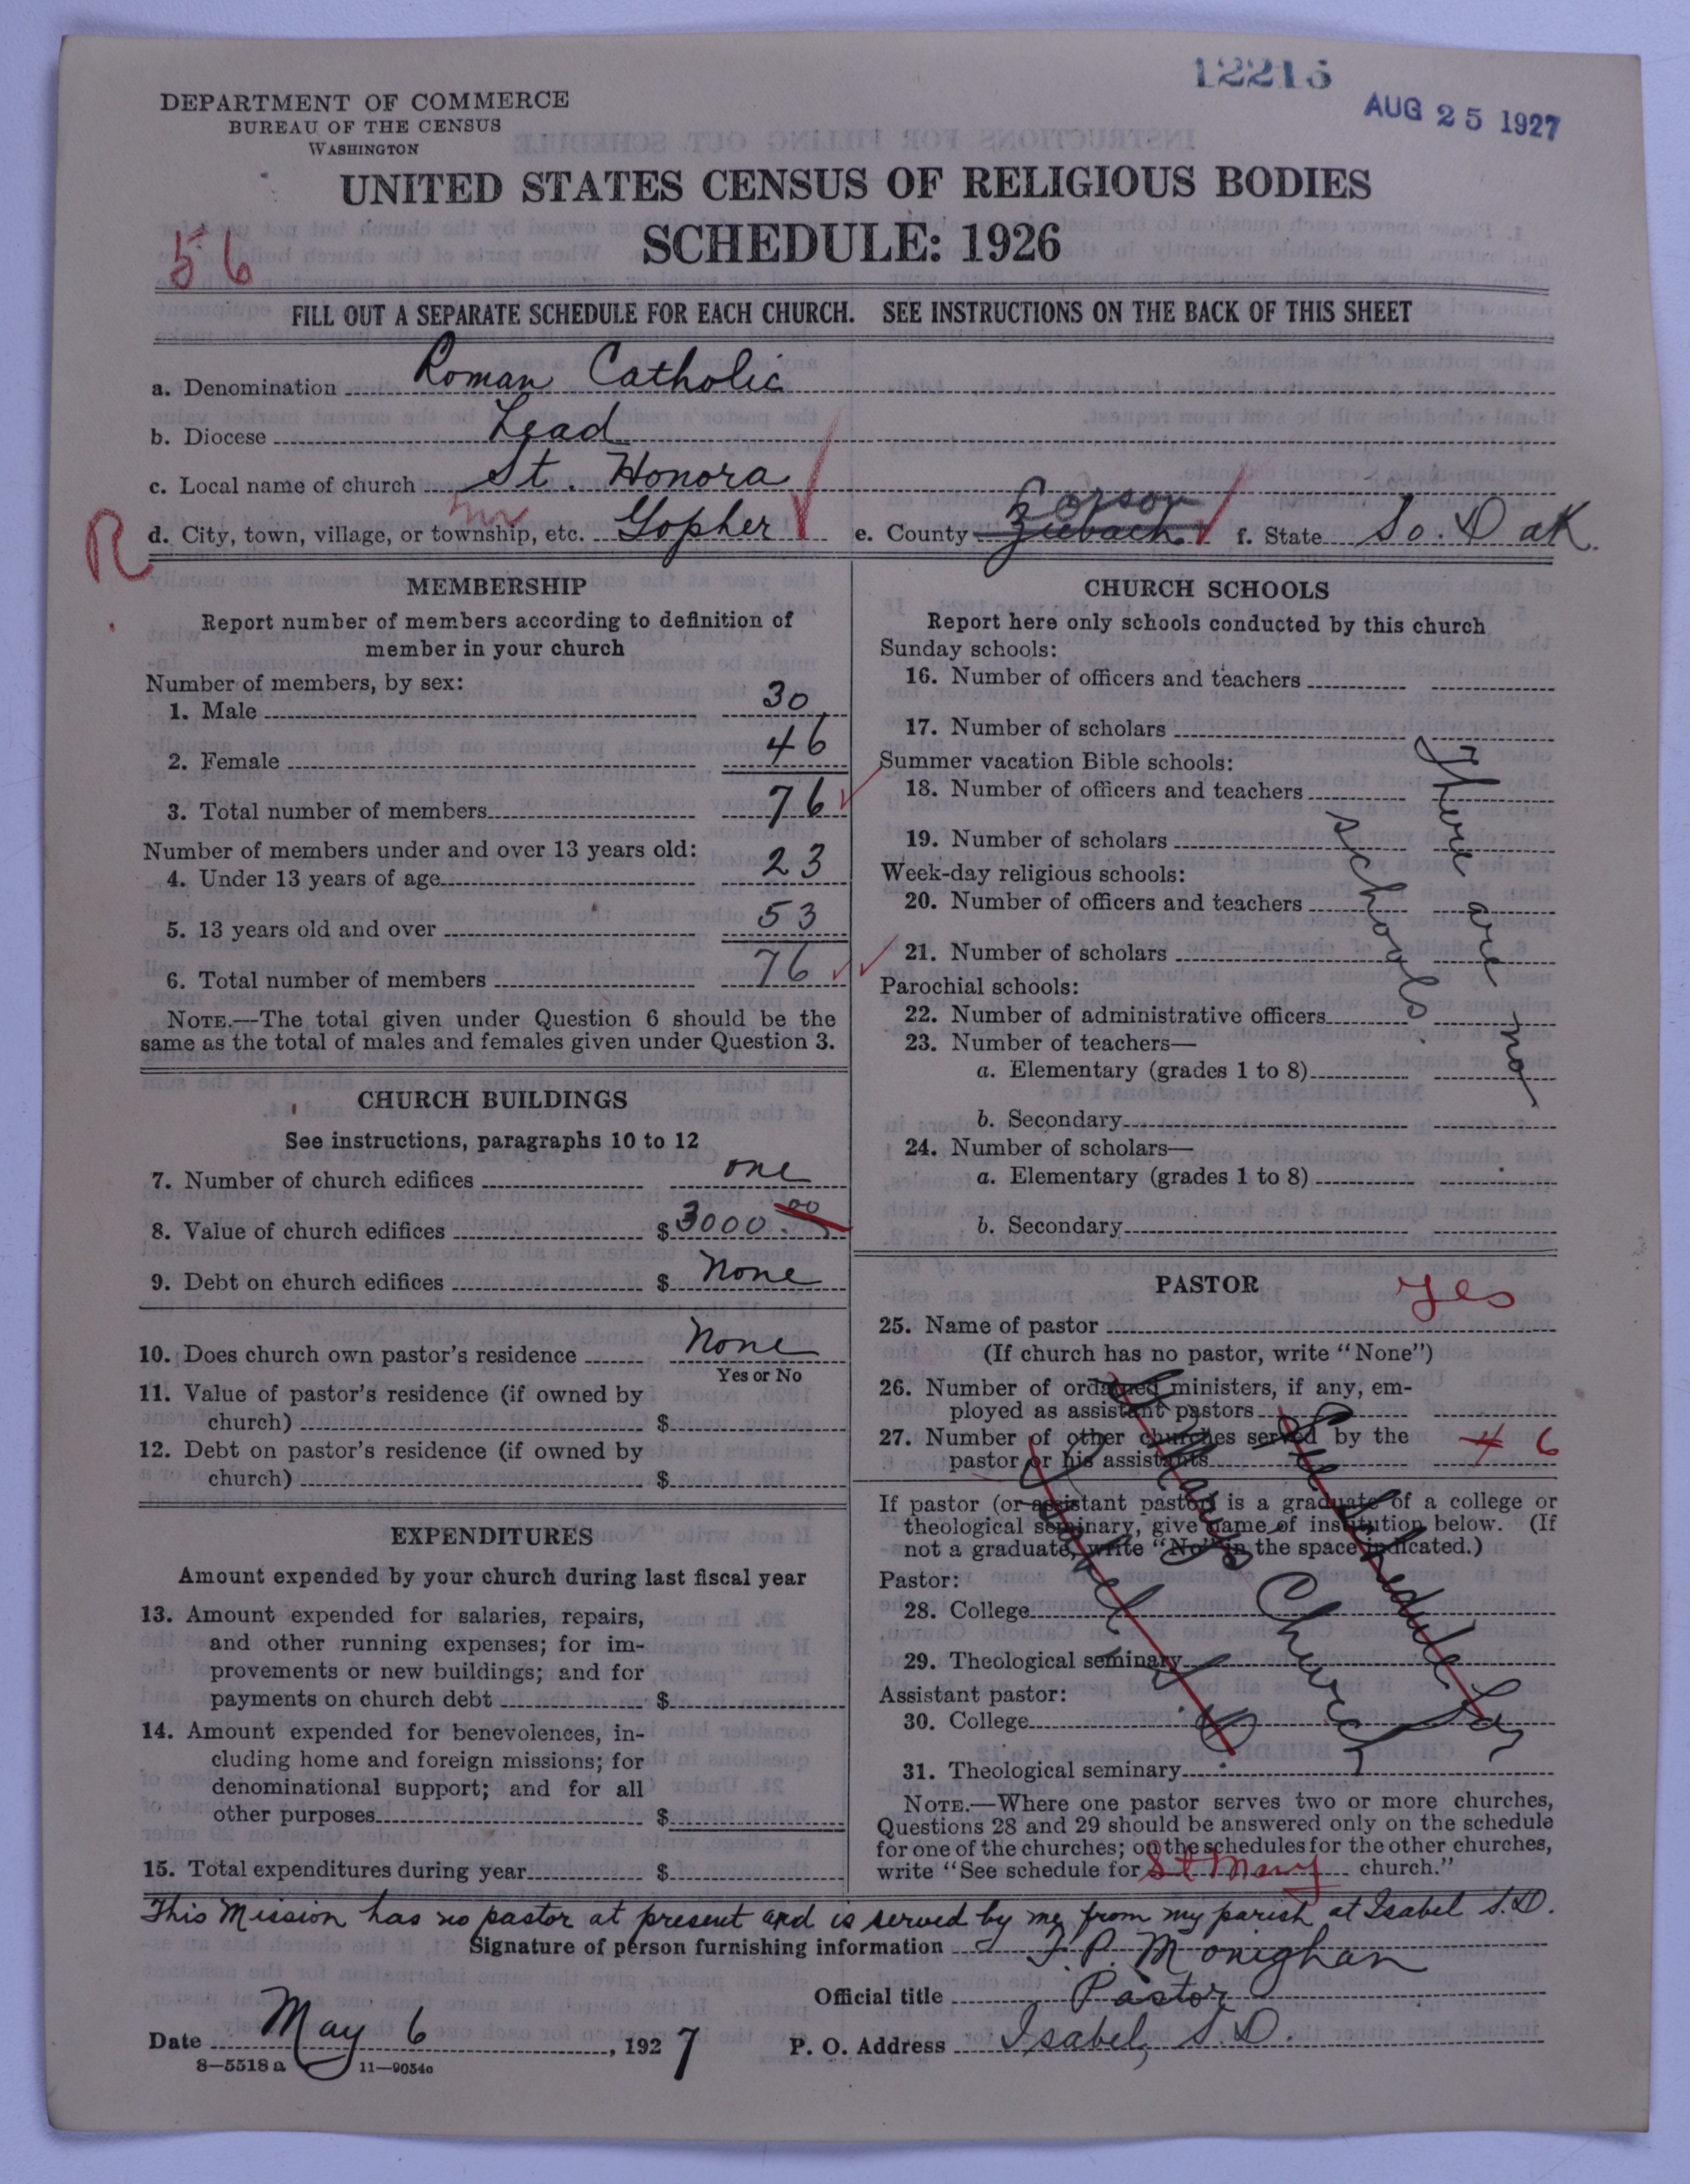 12215
AUG 25 1927
DEPARTMENT OF COMMERCE
BUREAU OF THE CENSUS
WASHINGTON
UNITED STATES CENSUS OF RELIGIOUS BODIES
SCHEDULE: 1926
56
FILL OUT A SEPARATE SCHEDULE FOR EACH CHURCH. SEE INSTRUCTIONS ON THE BACK OF THIS SHEET
a. Denomination Roman Catholic
b. Diocese Lead
c. Local name of church St. Honora
R
d. City, town, village, or township, etc. Gopher e. County Ziebach Corson f. State So. Dak.
MEMBERSHIP
Report number of members according to definition of
member in your church
Number of members, by sex:
1. Male 30
2. Female 46
3. Total number of members 76
Number of members under and over 13 years old:
4. Under 13 years of age 23
5. 13 years old and over 53
6. Total number of members 76
NOTE.—The total given under Question 6 should be the
same as the total of males and females given under Question 3.
CHURCH BUILDINGS
See instructions, paragraphs 10 to 12
7. Number of church edifices one
8. Value of church edifices $3000.00
9. Debt on church edifices $ None
10. Does church own pastor's residence None
Yes or No
11. Value of pastor's residence (if owned by
church) $
12. Debt on pastor's residence (if owned by
church) $
EXPENDITURES
Amount expended by your church during last fiscal year
13. Amount expended for salaries, repairs,
and other running expenses; for im-
provements or new buildings; and for
payments on church debt $
14. Amount expended for benevolences, in-
cluding home and foreign missions; for
denominational support; and for all
other purposes $
15. Total expenditures during year $
CHURCH SCHOOLS
Report here only schools conducted by this church
Sunday schools:
16. Number of officers and teachers
17. Number of scholars
Summer vacation Bible schools:
18. Number of officers and teachers
19. Number of scholars
Week-day religious schools:
20. Number of officers and teachers
21. Number of scholars
Parochial schools:
22. Number of administrative officers
23. Number of teachers—
a. Elementary (grades 1 to 8)
b. Secondary
24. Number of scholars—
a. Elementary (grades 1 to 8)
b. Secondary
There are no
schools
PASTOR yes
25. Name of pastor
(If church has no pastor, write "None")
26. Number of ordained ministers, if any, em-
ployed as assistant pastors
27. Number of other churches served by the
pastor or his assistants 6
If pastor (or assistant pastor) is a graduate of a college or
theological seminary, give name of institution below. (If
not a graduate, write "No" in the space indicated.)
Pastor:
28. College
29. Theological seminary
Assistant pastor:
30. College
31. Theological seminary
See Schedule for
St Marys Church
Isabel S D
NOTE.—Where one pastor serves two or more churches,
Questions 28 and 29 should be answered only on the schedule
for one of the churches; on the schedules for the other churches,
write "See schedule for St Mary church."
This Mission has no pastor at present and is served by me from my parish at Isabel S.D.
Signature of person furnishing information F. P. Monighan
Official title Pastor
Date May 6, 1927 P. O. Address Isabel, S.D.
8—5518a 11—9034a